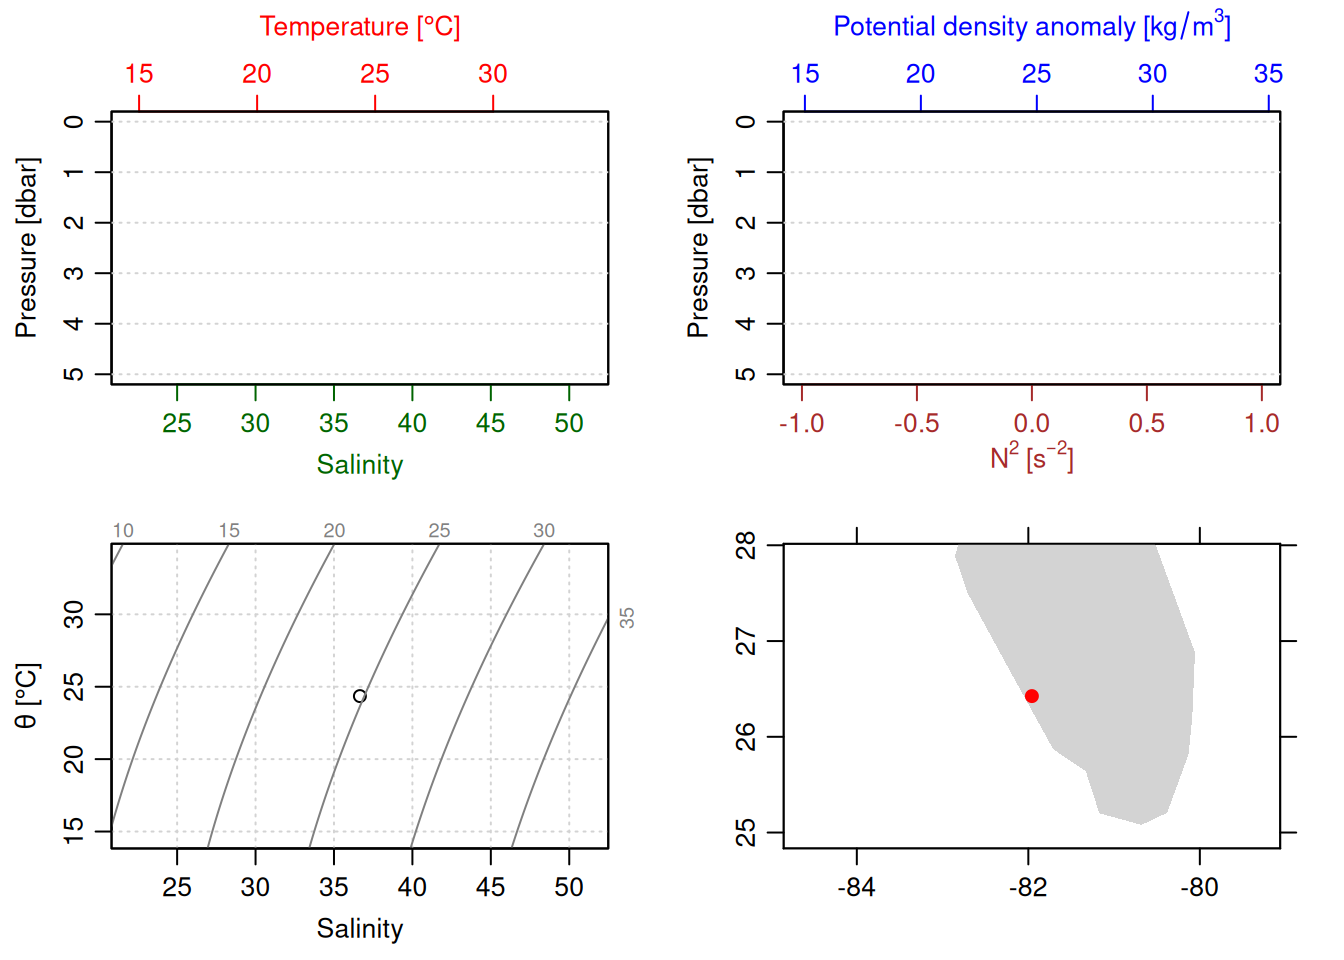 Temperature [°C]
15 20 25 30
0
1
2
3
4
5
Pressure [dbar]
25 30 35 40 45 50
Salinity
Potential density anomaly [kg/m³]
15 20 25 30 35
0
1
2
3
4
5
Pressure [dbar]
-1.0 -0.5 0.0 0.5 1.0
N² [s⁻²]
10 15 20 25 30
35
30
25
20
15
θ [°C]
25 30 35 40 45 50
Salinity
28
27
26
25
-84 -82 -80